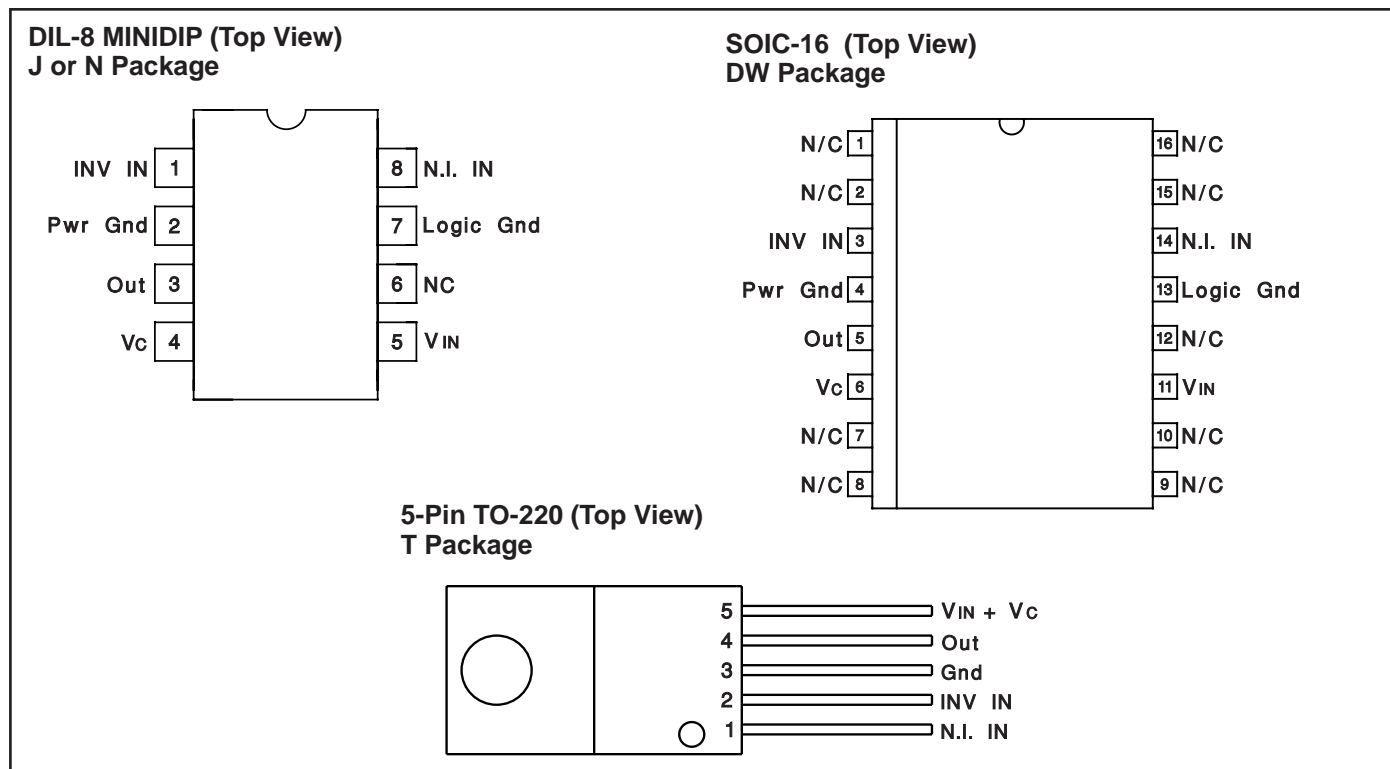 DIL-8 MINIDIP (Top View)
J or N Package
INV IN 1
Pwr Gnd 2
Out 3
VC 4
8 N.I. IN
7 Logic Gnd
6 NC
5 VIN
SOIC-16 (Top View)
DW Package
N/C 1
N/C 2
INV IN 3
Pwr Gnd 4
Out 5
VC 6
N/C 7
N/C 8
16 N/C
15 N/C
14 N.I. IN
13 Logic Gnd
12 N/C
11 VIN
10 N/C
9 N/C
5-Pin TO-220 (Top View)
T Package
5 VIN + VC
4 Out
3 Gnd
2 INV IN
1 N.I. IN